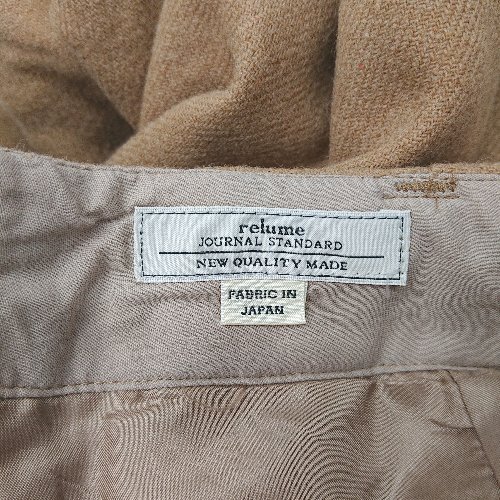 relume
JOURNAL STANDARD
NEW QUALITY MADE
FABRIC IN
JAPAN